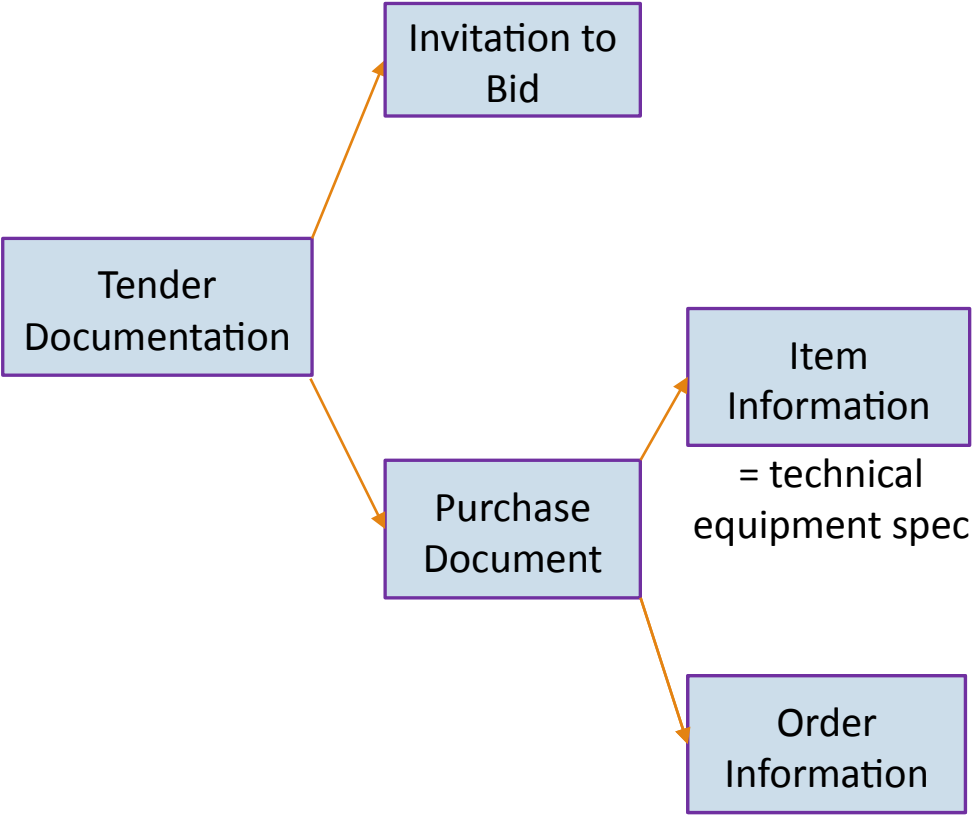 Invitation to
Bid
Tender
Documentation
Item
Information
= technical
equipment spec
Purchase
Document
Order
Information